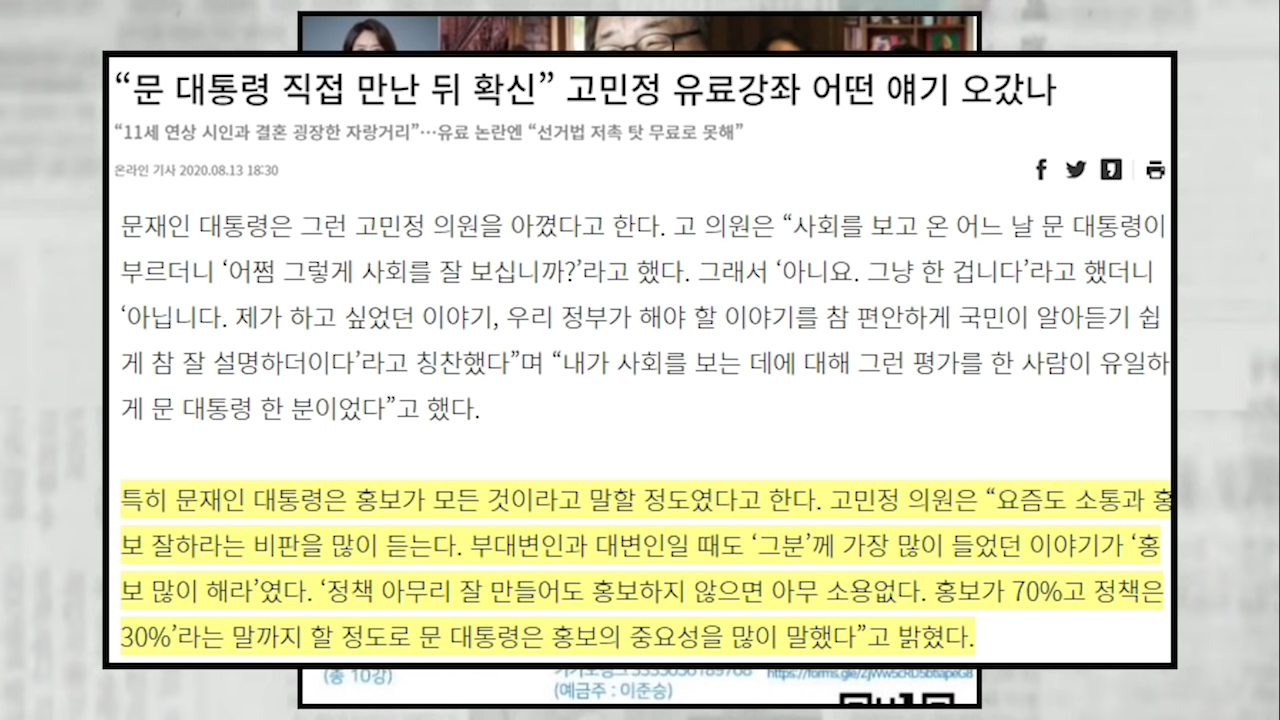 “문 대통령 직접 만난 뒤 확신” 고민정 유료강좌 어떤 얘기 오갔나
“11세 연상 시인과 결혼 굉장한 자랑거리”…유료 논란엔 “선거법 저촉 탓 무료로 못해”
온라인 기사 2020.08.13 18:30
문재인 대통령은 그런 고민정 의원을 아꼈다고 한다. 고 의원은 “사회를 보고 온 어느 날 문 대통령이
부르더니 ‘어쩜 그렇게 사회를 잘 보십니까?’라고 했다. 그래서 ‘아니요. 그냥 한 겁니다’라고 했더니
‘아닙니다. 제가 하고 싶었던 이야기, 우리 정부가 해야 할 이야기를 참 편안하게 국민이 알아듣기 쉽
게 참 잘 설명하더이다’라고 칭찬했다”며 “내가 사회를 보는 데에 대해 그런 평가를 한 사람이 유일하
게 문 대통령 한 분이었다”고 했다.
특히 문재인 대통령은 홍보가 모든 것이라고 말할 정도였다고 한다. 고민정 의원은 “요즘도 소통과 홍
보 잘하라는 비판을 많이 듣는다. 부대변인과 대변인일 때도 ‘그분’께 가장 많이 들었던 이야기가 ‘홍
보 많이 해라’였다. ‘정책 아무리 잘 만들어도 홍보하지 않으면 아무 소용없다. 홍보가 70%고 정책은
30%’라는 말까지 할 정도로 문 대통령은 홍보의 중요성을 많이 말했다”고 밝혔다.
(총 10강)
(예금주 : 이준승)